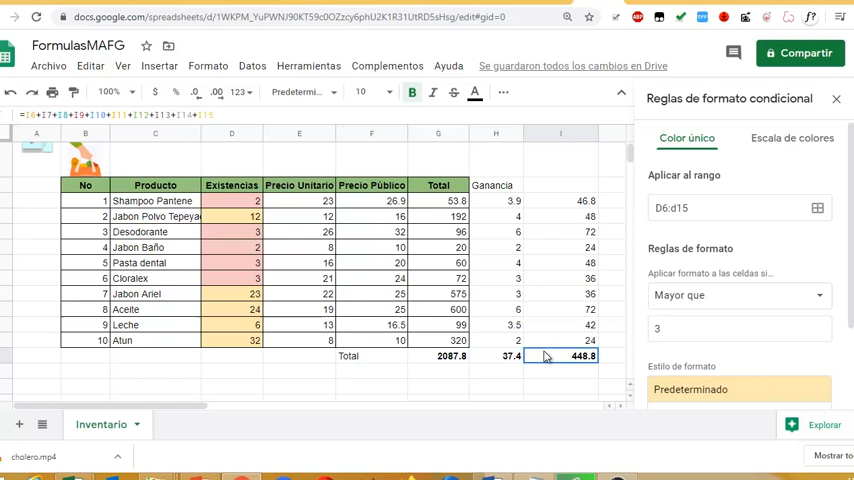 docs.google.com/spreadsheets/d/1WKPM_YuPWNJ90KT59c0OZzcy6phU2K1R31UtRD5sHsg/edit#gid=0
FormulasMAFG
Archivo Editar Ver Insertar Formato Datos Herramientas Complementos Ayuda Se guardaron todos los cambios en Drive
Compartir
100% $ % .0 .00 123 Predetermi... 10 B I S A
=I6+I7+I8+I9+I10+I11+I12+I13+I14+I15
Reglas de formato condicional
Color único Escala de colores
Aplicar al rango
D6:d15
Reglas de formato
Aplicar formato a las celdas si...
Mayor que
3
Estilo de formato
Predeterminado
A B C D E F G H I
No Producto Existencias Precio Unitario Precio Público Total Ganancia
1 Shampo Pantene 2 23 26.9 53.8 3.9 46.8
2 Jabon Polvo Tepeya 12 12 16 192 4 48
3 Desodorante 3 26 32 96 6 72
4 Jabon Baño 2 8 10 20 2 24
5 Pasta dental 3 16 20 60 4 48
6 Cloralex 3 21 24 72 3 36
7 Jabon Ariel 23 22 25 575 3 36
8 Aceite 24 19 25 600 6 72
9 Leche 6 13 16.5 99 3.5 42
10 Atun 32 8 10 320 2 24
Total 2087.8 37.4 448.8
Inventario
Explorar
cholero.mp4
Mostrar to